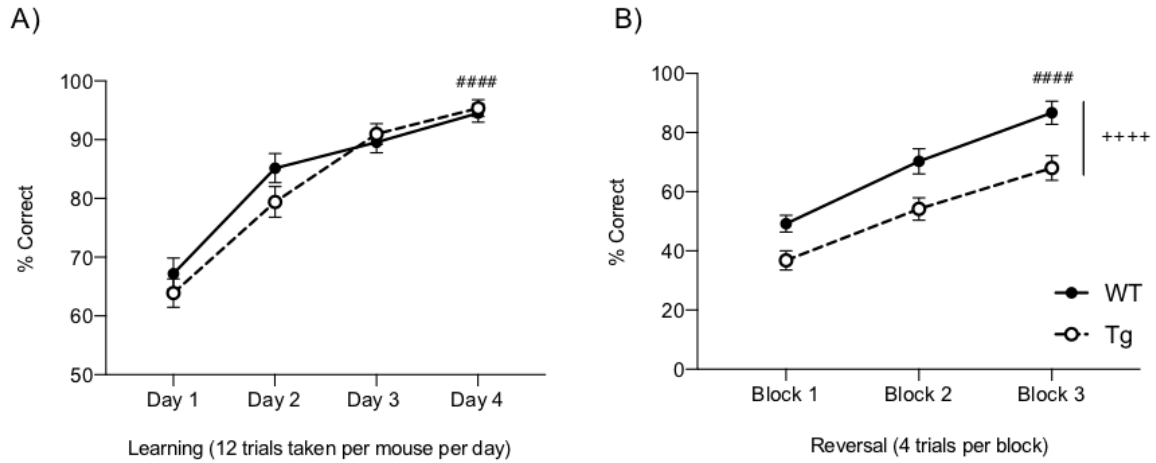 A)
####
100
90
80
70
60
50
% Correct
Day 1 Day 2 Day 3 Day 4
Learning (12 trials taken per mouse per day)
B)
####
++++
100
80
60
40
20
0
% Correct
WT
Tg
Block 1 Block 2 Block 3
Reversal (4 trials per block)